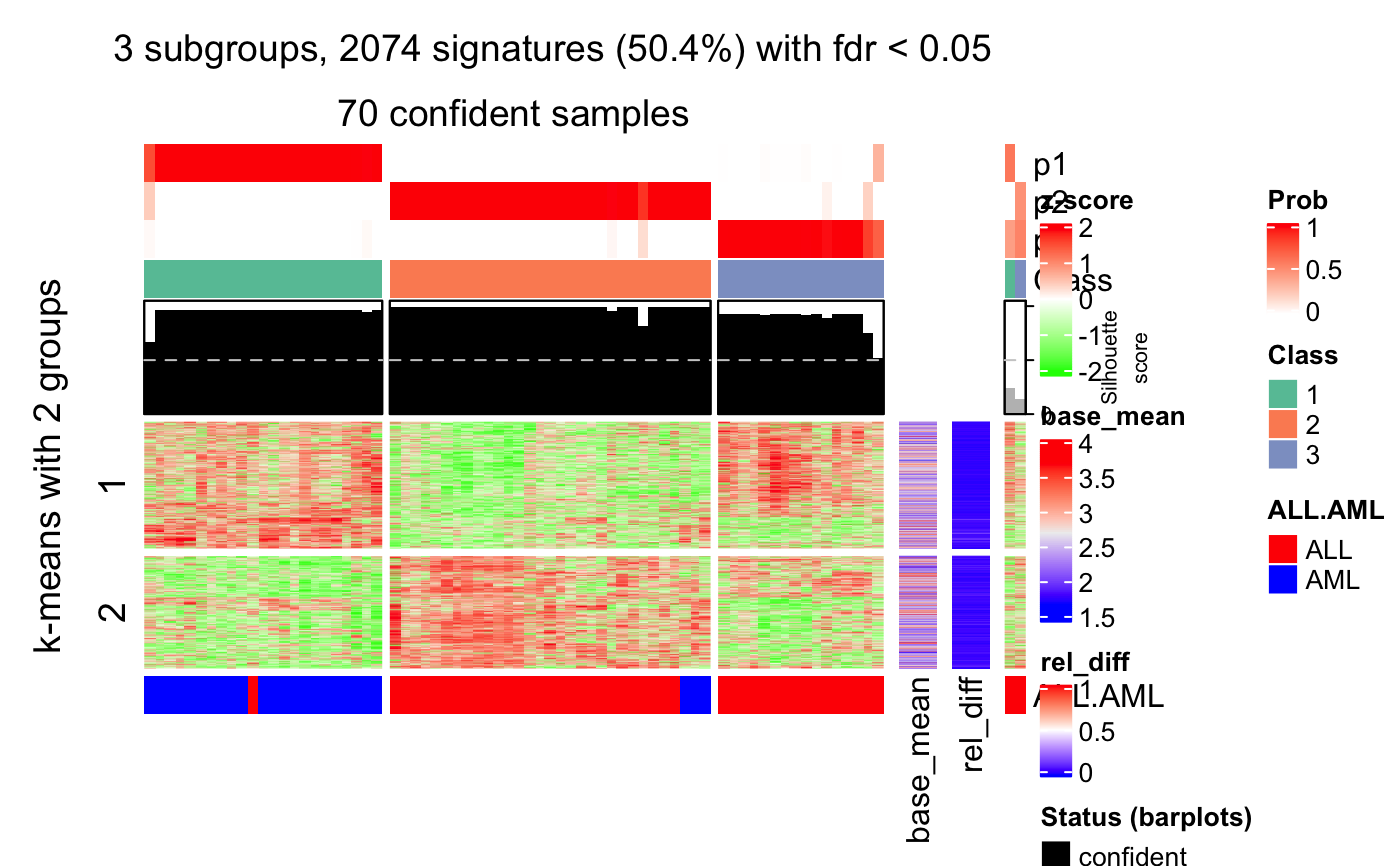 3 subgroups, 2074 signatures (50.4%) with fdr < 0.05
70 confident samples
p1
p2
Class
Silhouette
score
k-means with 2 groups
1
2
base_mean
rel_diff
ALL.AML
z-score
2
1
0
-1
-2
base_mean
4
3.5
3
2.5
2
1.5
rel_diff
1
0.5
0
Status (barplots)
confident
Prob
1
0.5
0
Class
1
2
3
ALL.AML
ALL
AML